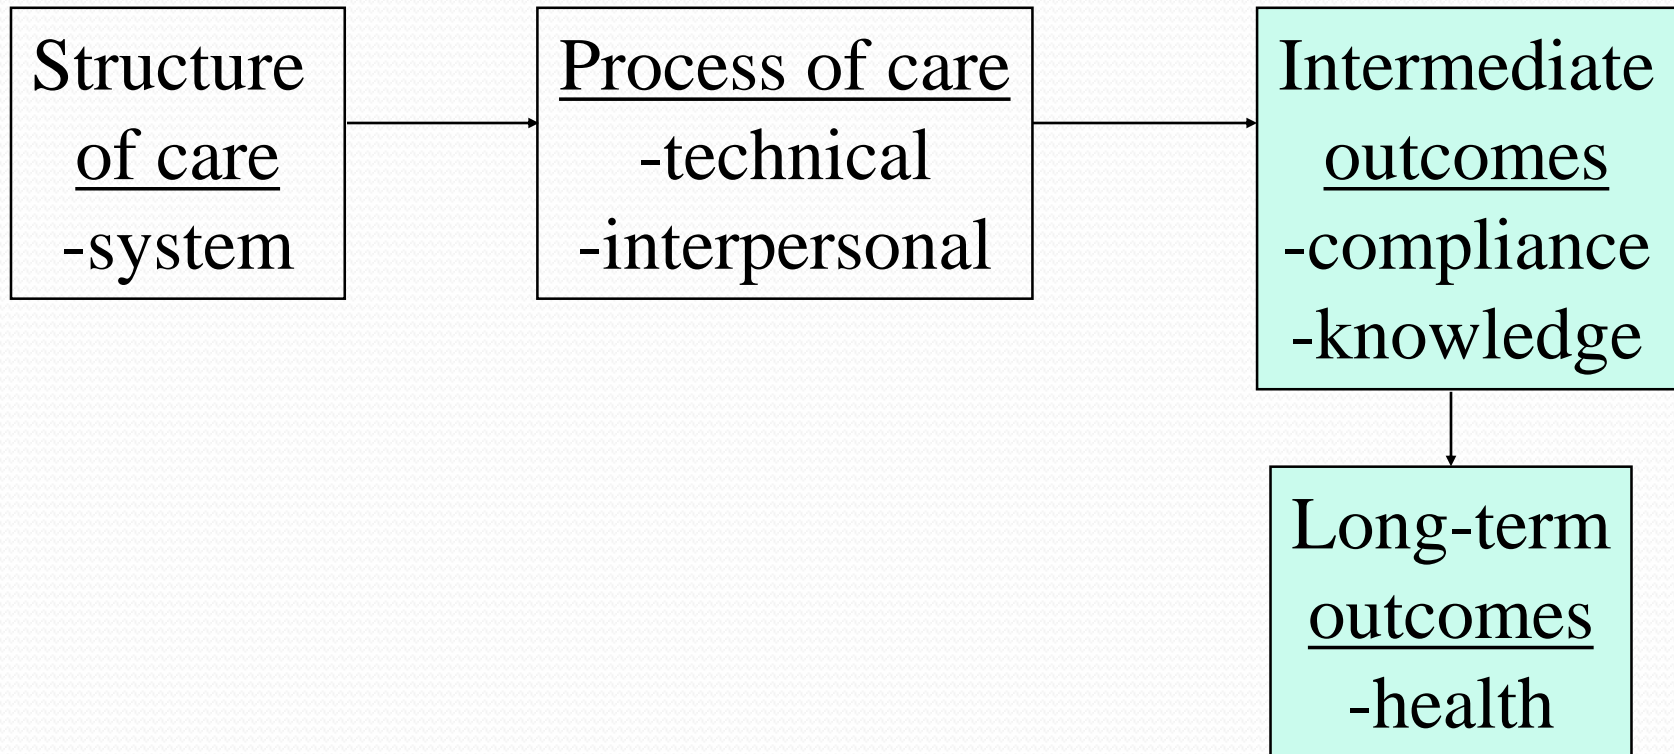 Structure
of care
-system
Process of care
-technical
-interpersonal
Intermediate
outcomes
-compliance
-knowledge
Long-term
outcomes
-health